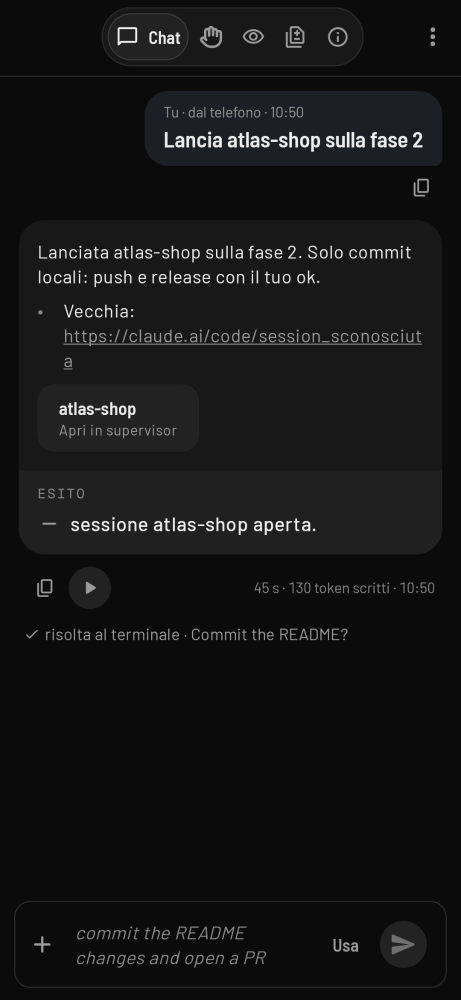 Chat
Tu · dal telefono · 10:50
Lancia atlas-shop sulla fase 2
Lanciata atlas-shop sulla fase 2. Solo commit
locali: push e release con il tuo ok.
• Vecchia:
https://claude.ai/code/session_sconosciut
a
atlas-shop
Apri in supervisor
ESITO
— sessione atlas-shop aperta.
45 s · 130 token scritti · 10:50
✓ risolta al terminale · Commit the README?
commit the README
changes and open a PR
Usa